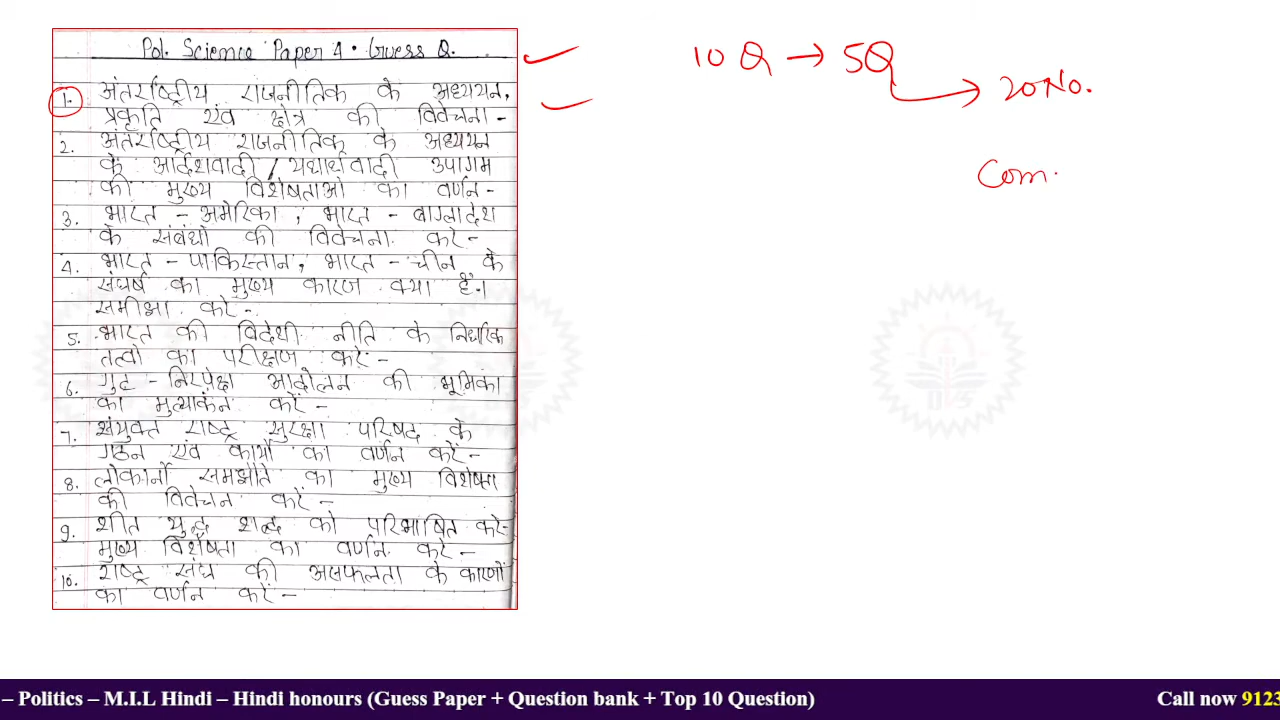 Pol. Science Paper 4 • Guess Q.
1. अंतर्राष्ट्रीय राजनीतिक के अध्ययन,
प्रकृति एंव क्षेत्र की विवेचना -
2. अंतर्राष्ट्रीय राजनीतिक के अध्ययन
के आर्दशवादी / यथार्थवादी उपागम
की मुख्य विशेषताओं का वर्णन -
3. भारत - अमेरिका, भारत - बांग्लादेश
के संबंधों की विवेचना करे -
4. भारत - पाकिस्तान, भारत - चीन के
संघर्ष का मुख्य कारण क्या हैं।
समीक्षा करे -
5. भारत की विदेशी नीति के निर्धारक
तत्वों का परीक्षण करें -
6. गुट - निरपेक्ष आंदोलन की भूमिका
का मुल्यांकन करें -
7. संयुक्त राष्ट्र सुरक्षा परिषद के
गठन एंव कार्यों का वर्णन करें -
8. लोकार्नो समझौते का मुख्य विशेषता
की विवेचन करें -
9. शीत युद्ध शब्द को परिभाषित करे -
मुख्य विशेषता का वर्णन करे -
10. राष्ट्र संघ की असफलता के कारणों
का वर्णन करें -
10 Q → 5Q
→ 20 No.
Com.
– Politics – M.I.L Hindi – Hindi honours (Guess Paper + Question bank + Top 10 Question)
Call now 9123